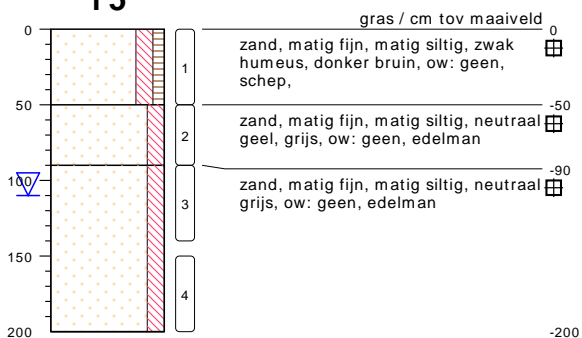 gras / cm tov maaiveld
0
0
zand, matig fijn, matig siltig, zwak
humeus, donker bruin, ow: geen,
schep,
1
50
-50
zand, matig fijn, matig siltig, neutraal
geel, grijs, ow: geen, edelman
2
-90
100
zand, matig fijn, matig siltig, neutraal
grijs, ow: geen, edelman
3
150
4
200
-200